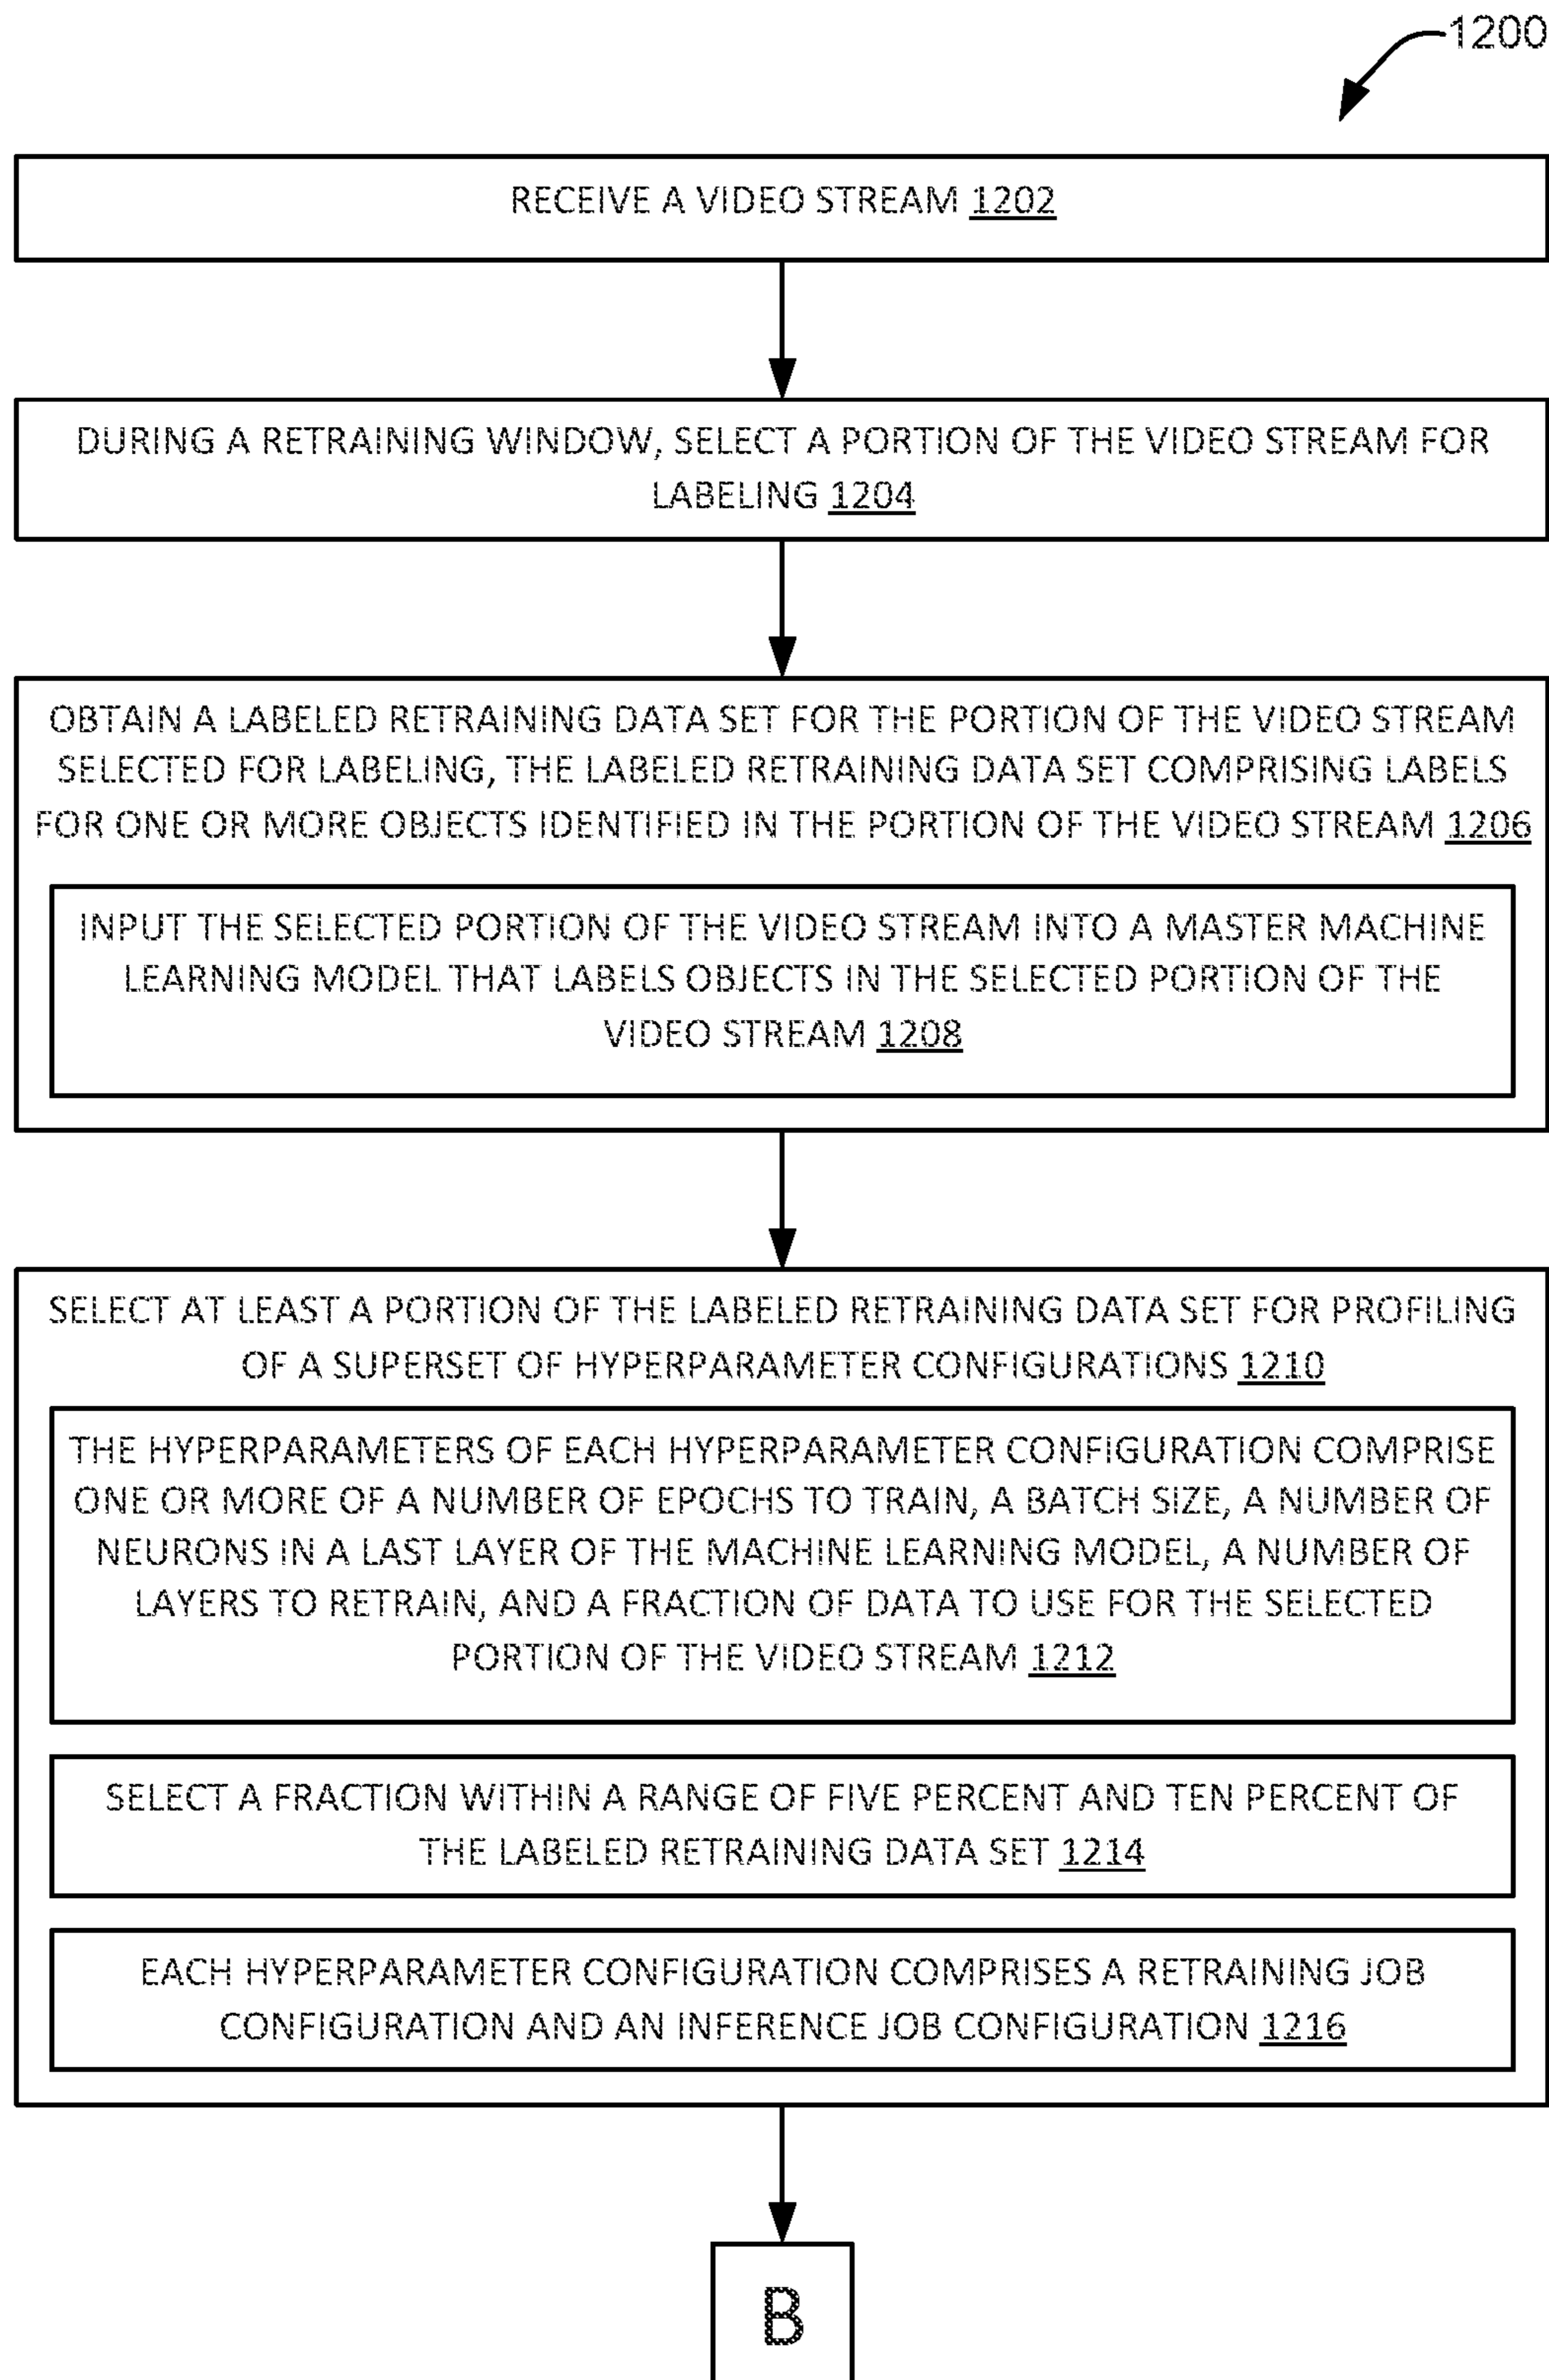 1200
RECEIVE A VIDEO STREAM 1202
DURING A RETRAINING WINDOW, SELECT A PORTION OF THE VIDEO STREAM FOR
LABELING 1204
OBTAIN A LABELED RETRAINING DATA SET FOR THE PORTION OF THE VIDEO STREAM
SELECTED FOR LABELING, THE LABELED RETRAINING DATA SET COMPRISING LABELS
FOR ONE OR MORE OBJECTS IDENTIFIED IN THE PORTION OF THE VIDEO STREAM 1206
INPUT THE SELECTED PORTION OF THE VIDEO STREAM INTO A MASTER MACHINE
LEARNING MODEL THAT LABELS OBJECTS IN THE SELECTED PORTION OF THE
VIDEO STREAM 1208
SELECT AT LEAST A PORTION OF THE LABELED RETRAINING DATA SET FOR PROFILING
OF A SUPERSET OF HYPERPARAMETER CONFIGURATIONS 1210
THE HYPERPARAMETERS OF EACH HYPERPARAMETER CONFIGURATION COMPRISE
ONE OR MORE OF A NUMBER OF EPOCHS TO TRAIN, A BATCH SIZE, A NUMBER OF
NEURONS IN A LAST LAYER OF THE MACHINE LEARNING MODEL, A NUMBER OF
LAYERS TO RETRAIN, AND A FRACTION OF DATA TO USE FOR THE SELECTED
PORTION OF THE VIDEO STREAM 1212
SELECT A FRACTION WITHIN A RANGE OF FIVE PERCENT AND TEN PERCENT OF
THE LABELED RETRAINING DATA SET 1214
EACH HYPERPARAMETER CONFIGURATION COMPRISES A RETRAINING JOB
CONFIGURATION AND AN INFERENCE JOB CONFIGURATION 1216
B